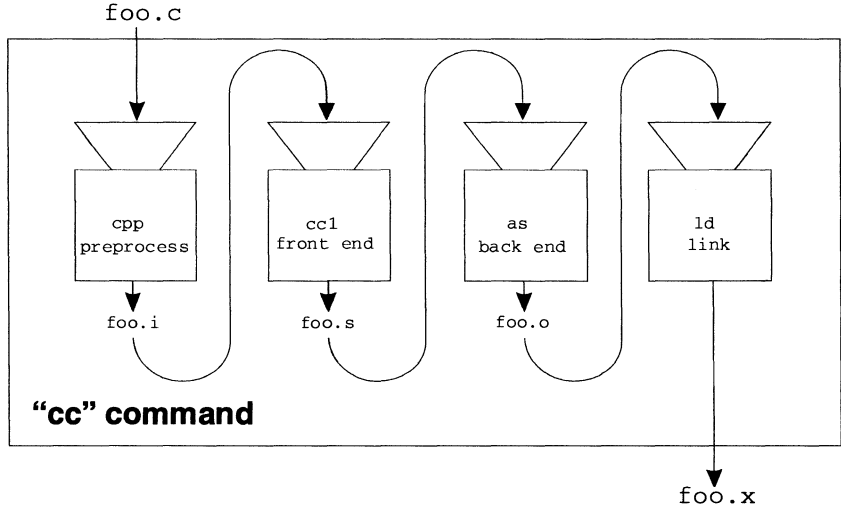 foo.c
cpp
preprocess
cc1
front end
as
back end
ld
link
foo.i
foo.s
foo.o
“cc” command
foo.x